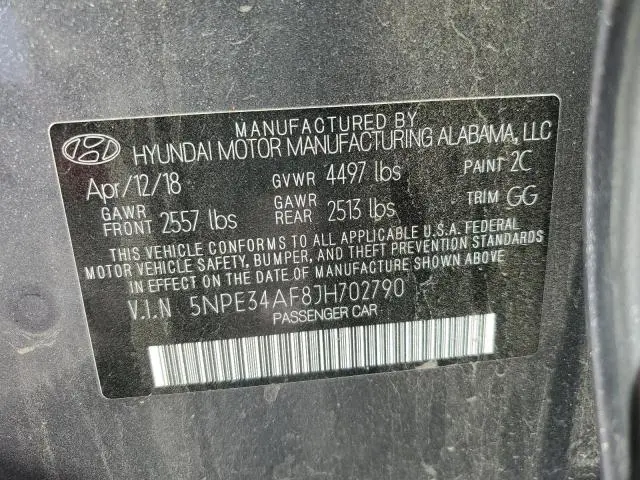 MANUFACTURED BY
HYUNDAI MOTOR MANUFACTURING ALABAMA, LLC
Apr/12/18 GVWR 4497 lbs PAINT 2C
GAWR FRONT 2557 lbs GAWR REAR 2513 lbs TRIM GG
THIS VEHICLE CONFORMS TO ALL APPLICABLE U.S.A. FEDERAL
MOTOR VEHICLE SAFETY, BUMPER, AND THEFT PREVENTION STANDARDS
IN EFFECT ON THE DATE OF MANUFACTURE SHOWN ABOVE
V.I.N 5NPE34AF8JH702790
PASSENGER CAR